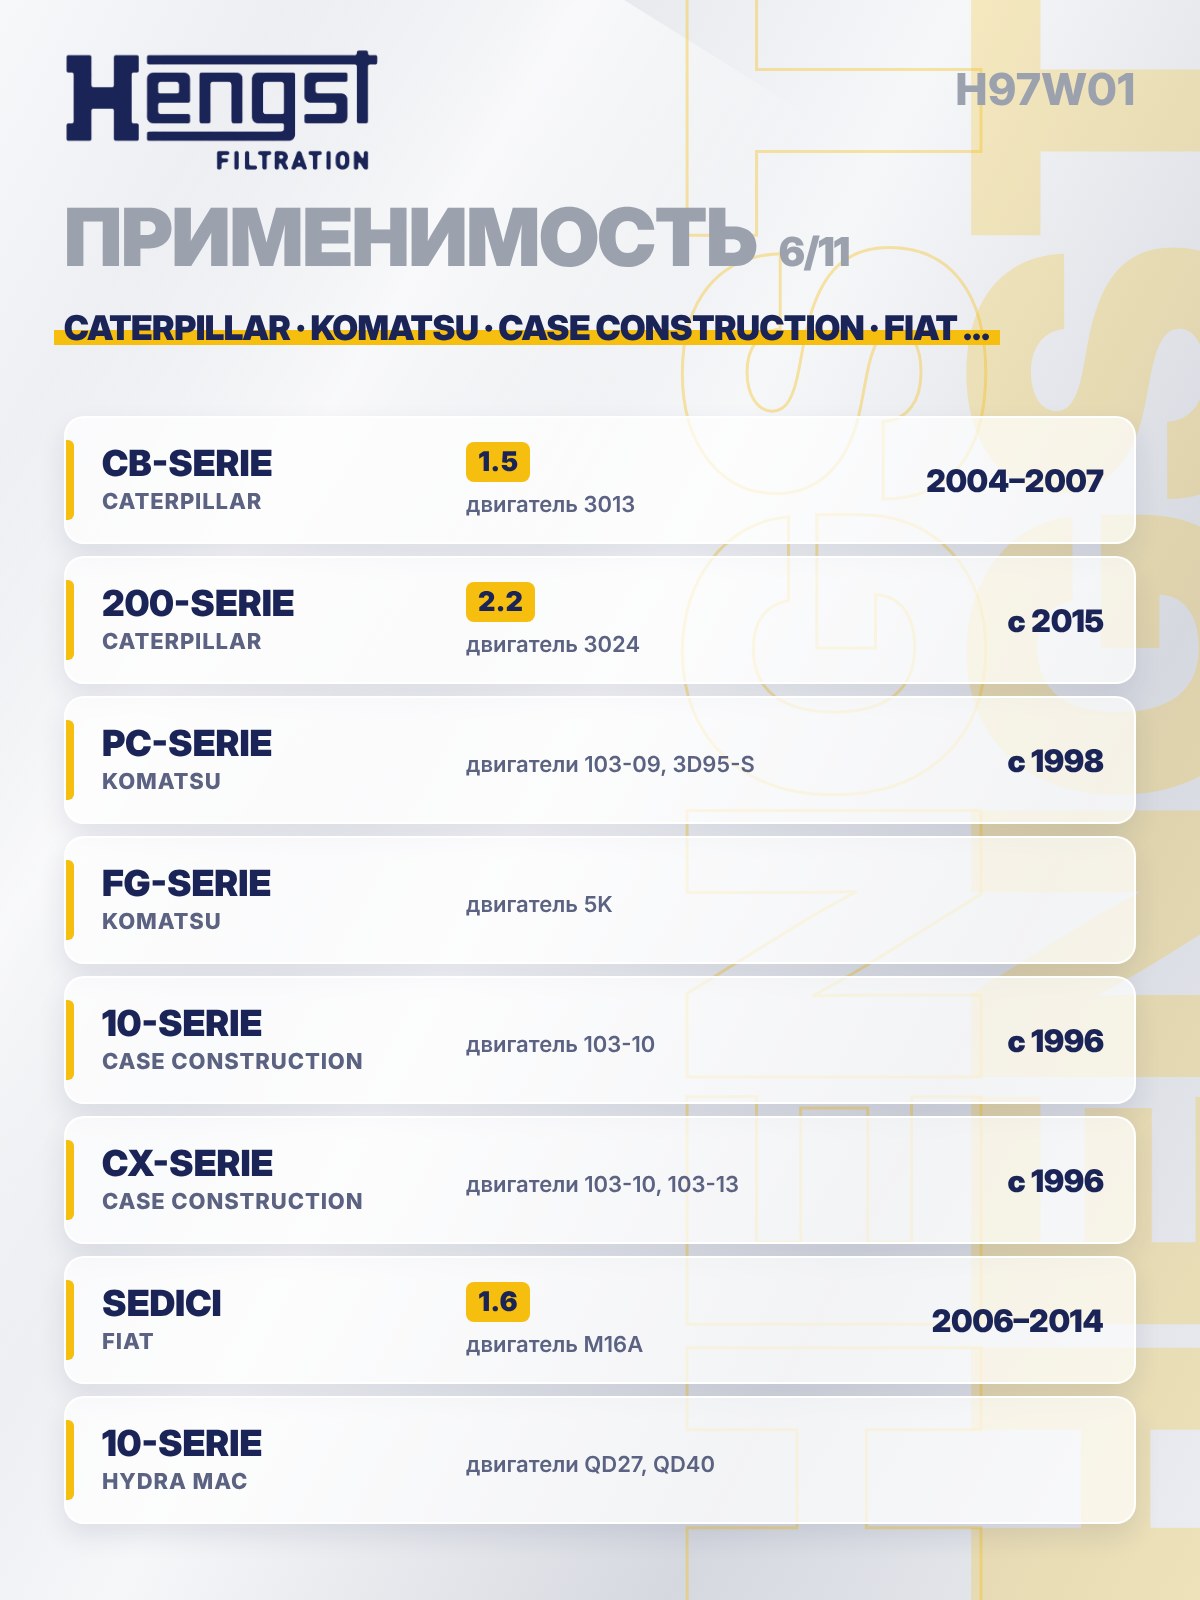 Hengst
FILTRATION
H97W01
ПРИМЕНИМОСТЬ 6/11
CATERPILLAR · KOMATSU · CASE CONSTRUCTION · FIAT ...
CB-SERIE
CATERPILLAR
1.5
двигатель 3013
2004–2007
200-SERIE
CATERPILLAR
2.2
двигатель 3024
с 2015
PC-SERIE
KOMATSU
двигатели 103-09, 3D95-S
с 1998
FG-SERIE
KOMATSU
двигатель 5K
10-SERIE
CASE CONSTRUCTION
двигатель 103-10
с 1996
CX-SERIE
CASE CONSTRUCTION
двигатели 103-10, 103-13
с 1996
SEDICI
FIAT
1.6
двигатель M16A
2006–2014
10-SERIE
HYDRA MAC
двигатели QD27, QD40
HENGST
HENGST